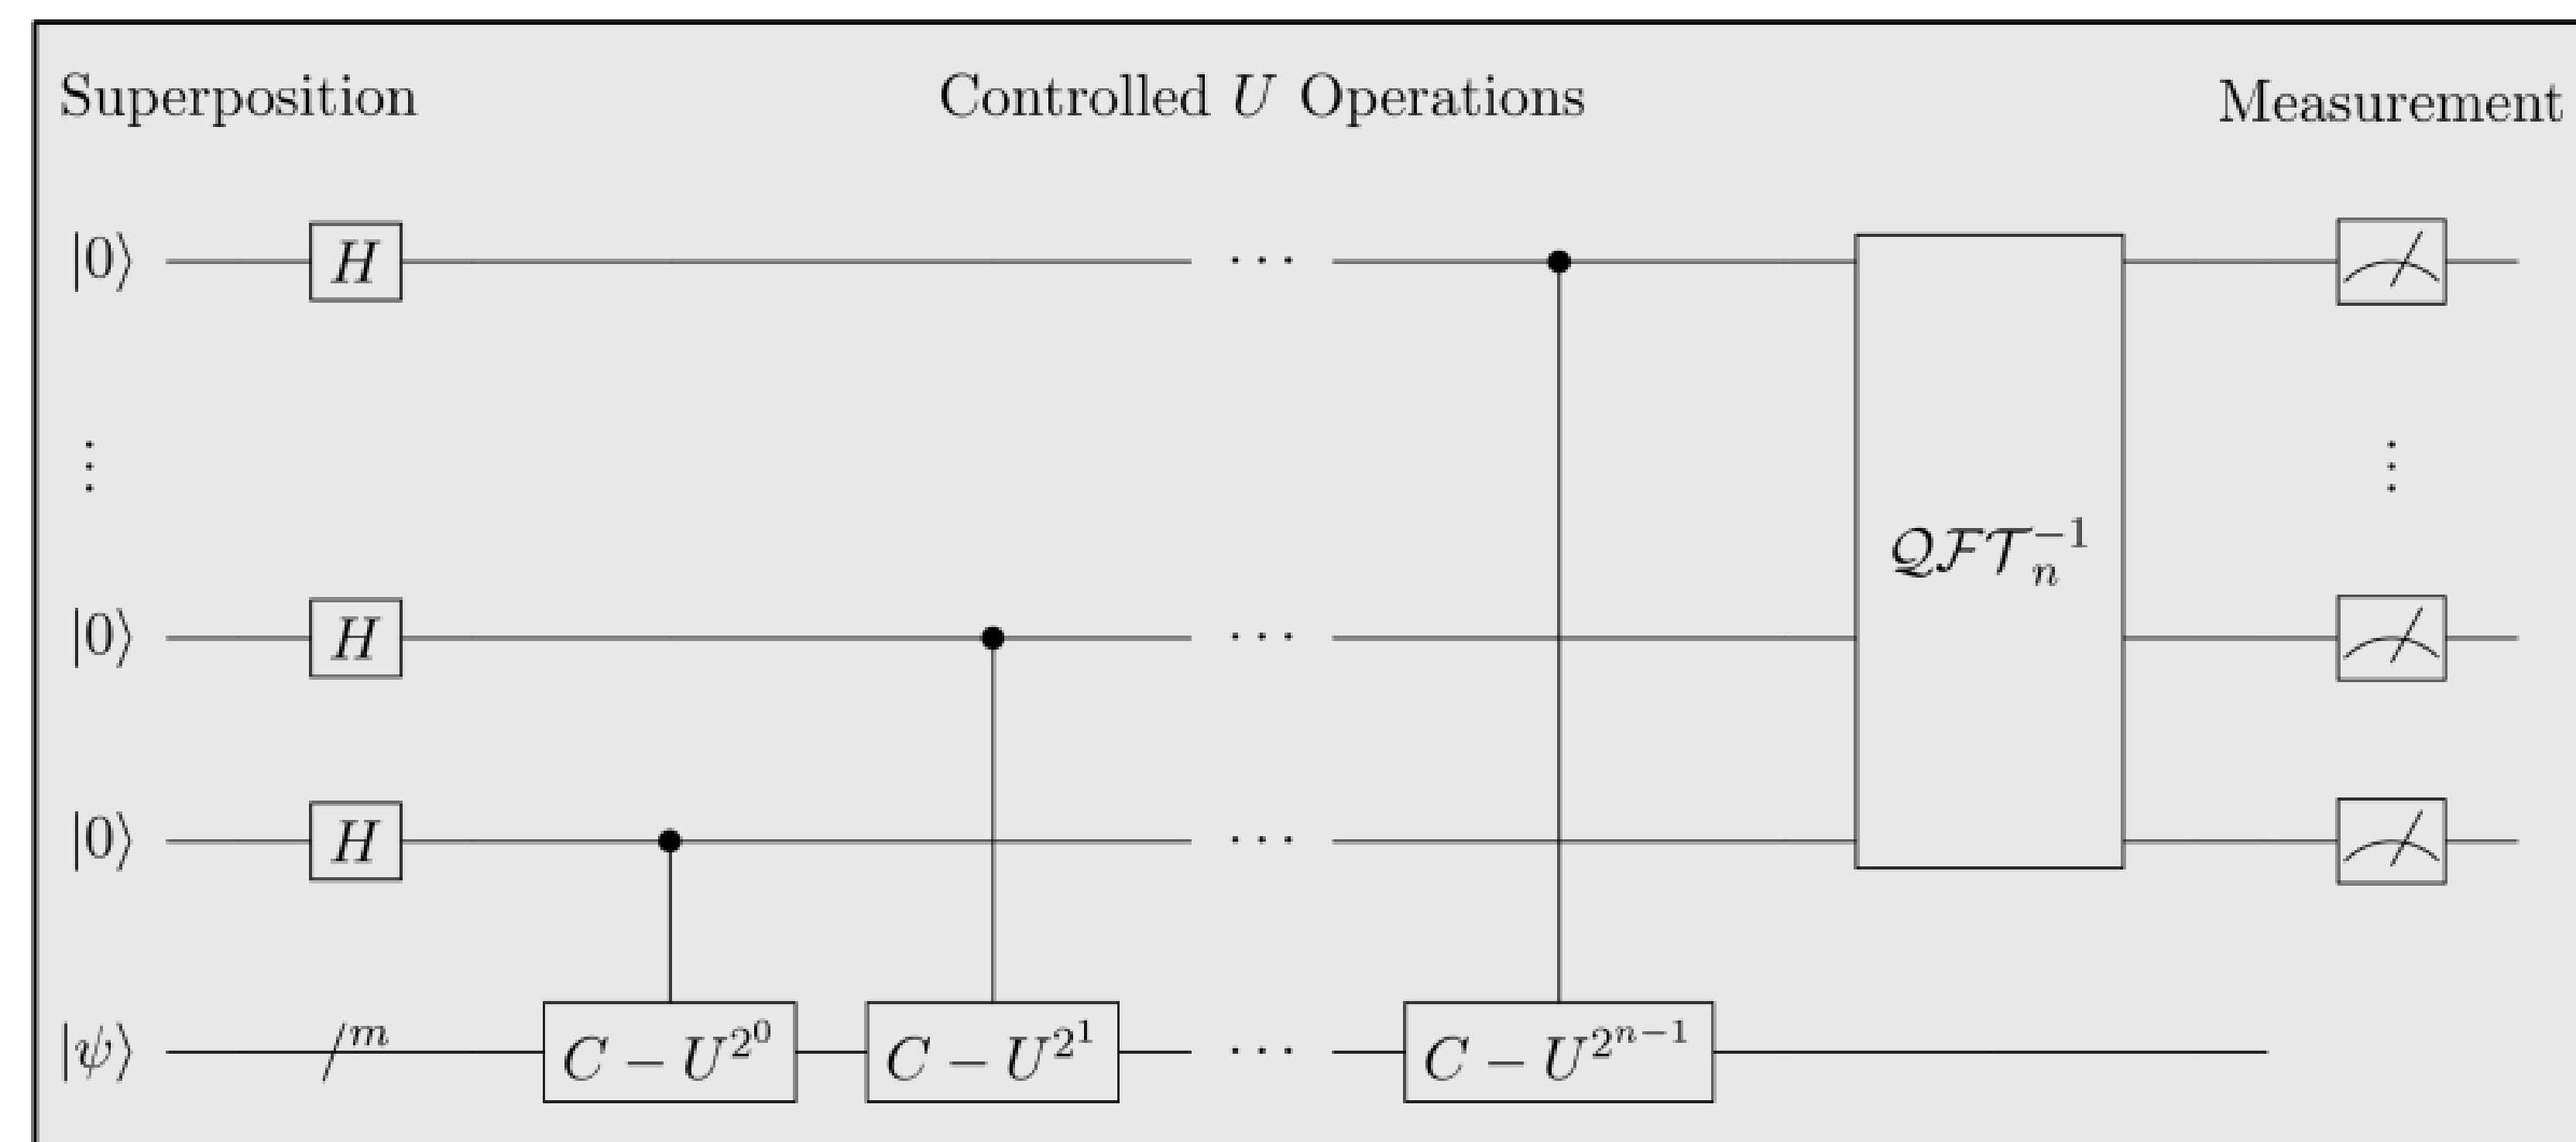 Superposition Controlled U Operations Measurement
|0⟩ H ...
⋮ ⋮
QFT_n^{-1}
|0⟩ H ...
|0⟩ H ...
|ψ⟩ /^m C − U^{2^0} C − U^{2^1} ... C − U^{2^{n−1}}